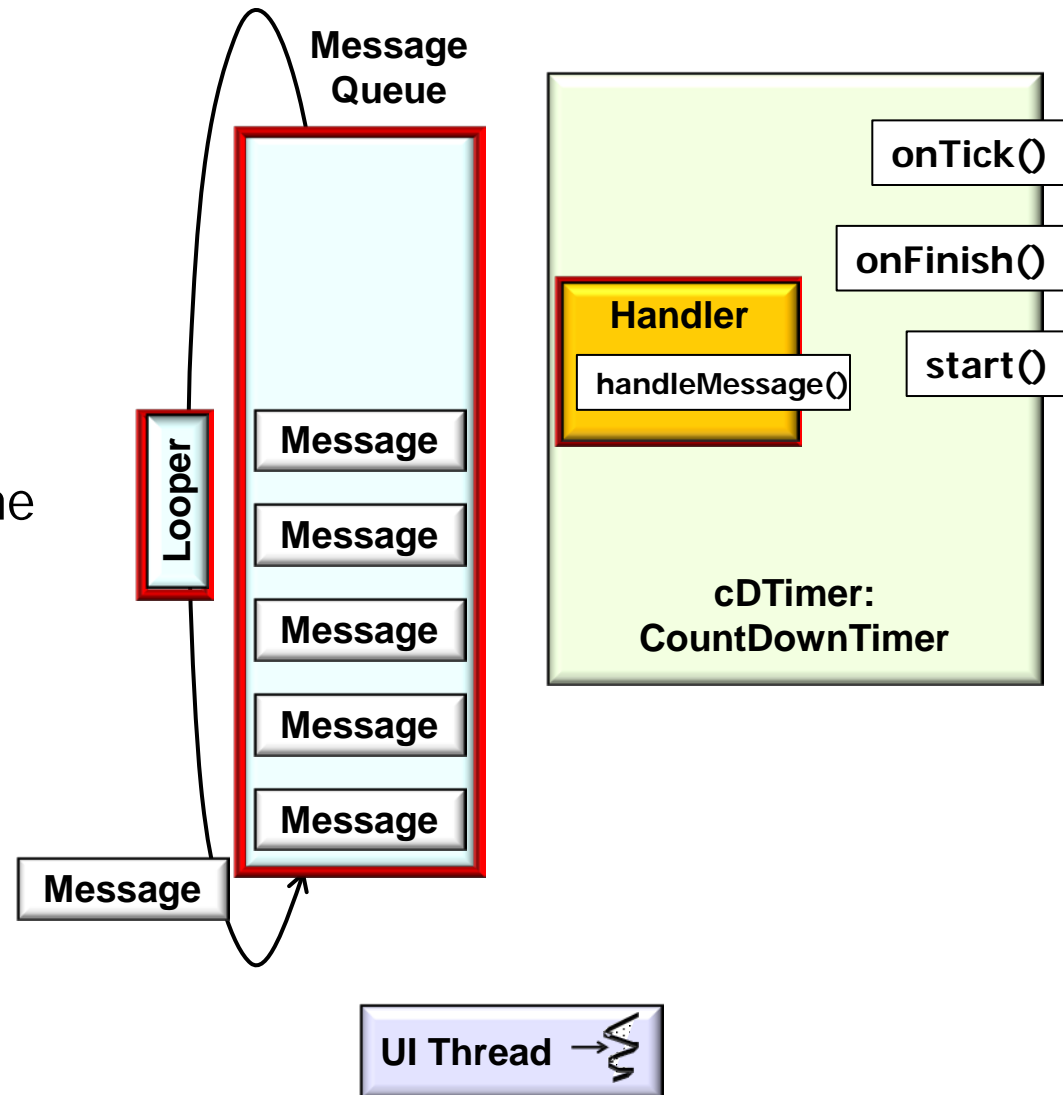 Message
Queue
onTick()
onFinish()
Handler
handleMessage()
start()
Message
Looper
Message
Message
Message
Message
Message
cDTimer:
CountDownTimer
UI Thread